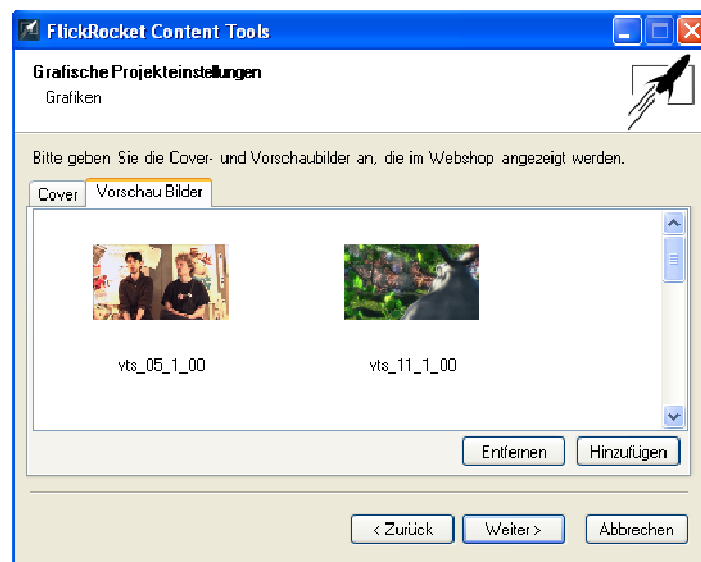 FlickRocket Content Tools
Grafische Projekteinstellungen
Grafiken
Bitte geben Sie die Cover- und Vorschaubilder an, die im Webshop angezeigt werden.
Cover
Vorschau Bilder
vts_05_1_00
vts_11_1_00
Entfernen
Hinzufügen
< Zurück
Weiter >
Abbrechen